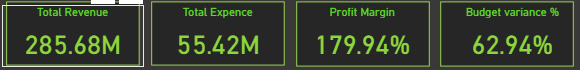 Total Revenue
285.68M
Total Expence
55.42M
Profit Margin
179.94%
Budget variance %
62.94%